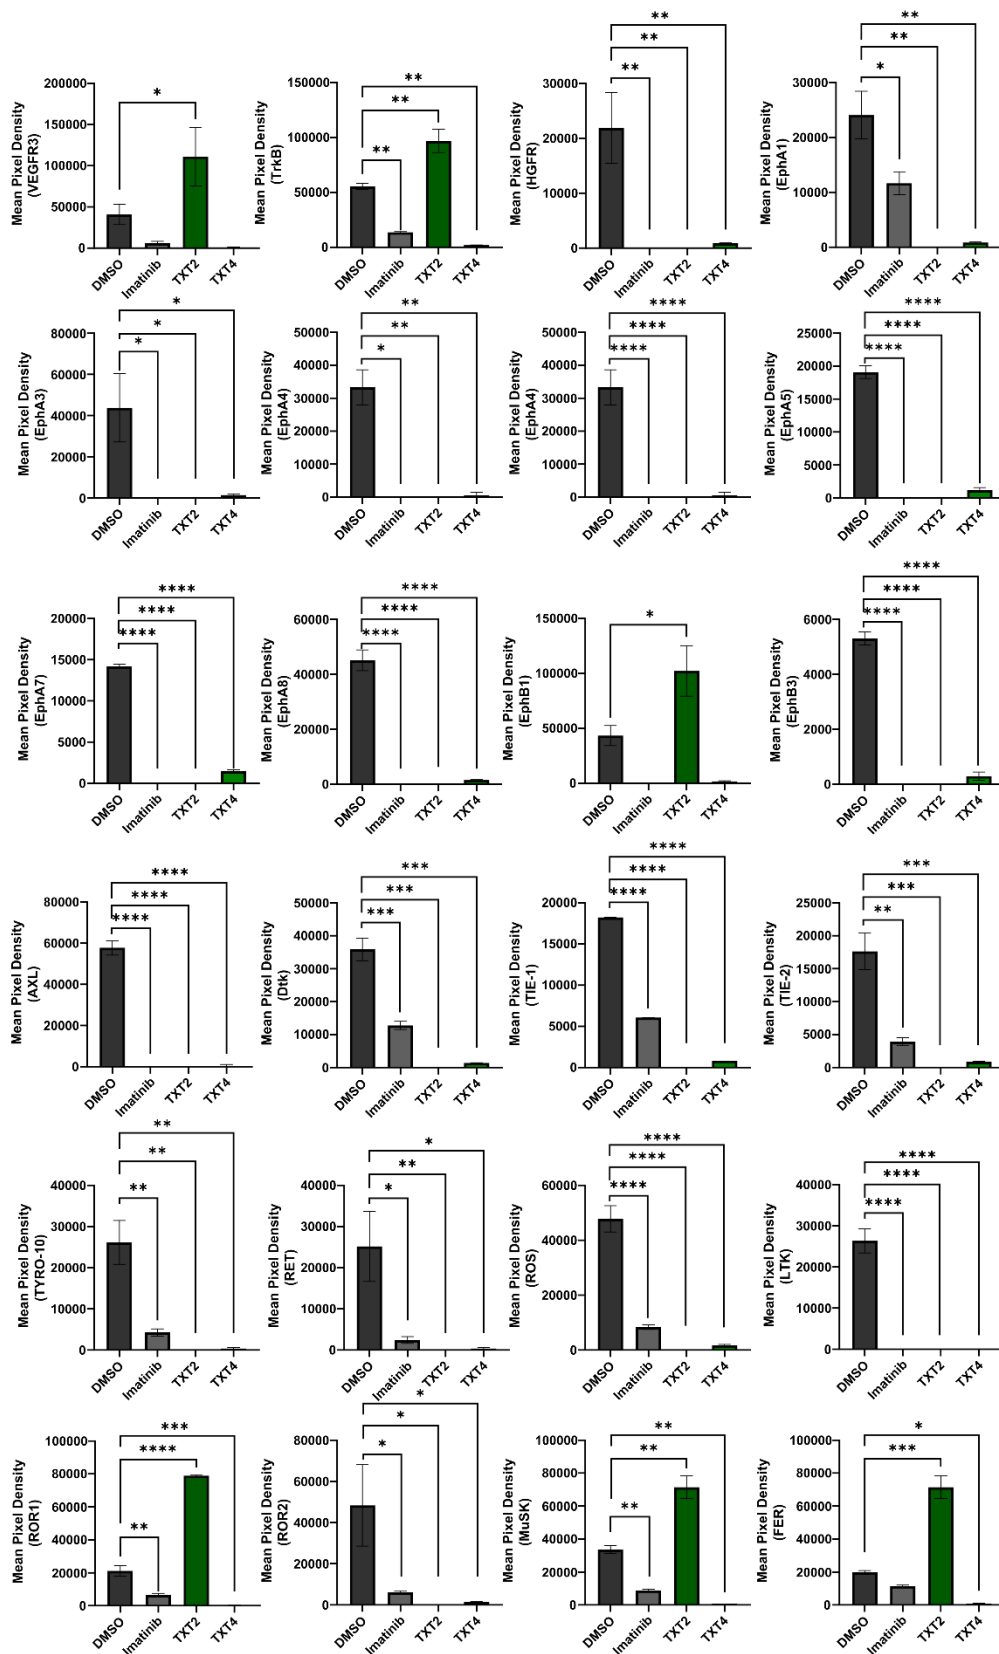 Mean Pixel Density
(VEGFR3)
200000
150000
100000
50000
0
*
DMSO
Imatinib
TXT2
TXT4
Mean Pixel Density
(TrkB)
150000
100000
50000
0
**
**
**
DMSO
Imatinib
TXT2
TXT4
Mean Pixel Density
(HGFR)
30000
20000
10000
0
**
**
**
DMSO
Imatinib
TXT2
TXT4
Mean Pixel Density
(EphA1)
30000
20000
10000
0
**
**
*
DMSO
Imatinib
TXT2
TXT4
Mean Pixel Density
(EphA3)
80000
60000
40000
20000
0
*
*
*
DMSO
Imatinib
TXT2
TXT4
Mean Pixel Density
(EphA4)
50000
40000
30000
20000
10000
0
**
**
*
DMSO
Imatinib
TXT2
TXT4
Mean Pixel Density
(EphA4)
50000
40000
30000
20000
10000
0
****
****
****
DMSO
Imatinib
TXT2
TXT4
Mean Pixel Density
(EphA5)
25000
20000
15000
10000
5000
0
****
****
****
DMSO
Imatinib
TXT2
TXT4
Mean Pixel Density
(EphA7)
20000
15000
10000
5000
0
****
****
****
DMSO
Imatinib
TXT2
TXT4
Mean Pixel Density
(EphA8)
60000
40000
20000
0
****
****
****
DMSO
Imatinib
TXT2
TXT4
Mean Pixel Density
(EphB1)
150000
100000
50000
0
*
DMSO
Imatinib
TXT2
TXT4
Mean Pixel Density
(EphB3)
6000
4000
2000
0
****
****
****
DMSO
Imatinib
TXT2
TXT4
Mean Pixel Density
(AXL)
80000
60000
40000
20000
0
****
****
****
DMSO
Imatinib
TXT2
TXT4
Mean Pixel Density
(Dtk)
50000
40000
30000
20000
10000
0
***
***
***
DMSO
Imatinib
TXT2
TXT4
Mean Pixel Density
(TIE-1)
20000
15000
10000
5000
0
****
****
****
DMSO
Imatinib
TXT2
TXT4
Mean Pixel Density
(TIE-2)
25000
20000
15000
10000
5000
0
***
***
**
DMSO
Imatinib
TXT2
TXT4
Mean Pixel Density
(TYRO-10)
40000
30000
20000
10000
0
**
**
**
DMSO
Imatinib
TXT2
TXT4
Mean Pixel Density
(RET)
40000
30000
20000
10000
0
*
**
*
DMSO
Imatinib
TXT2
TXT4
Mean Pixel Density
(ROS)
60000
40000
20000
0
****
****
****
DMSO
Imatinib
TXT2
TXT4
Mean Pixel Density
(LTK)
40000
30000
20000
10000
0
****
****
****
DMSO
Imatinib
TXT2
TXT4
Mean Pixel Density
(ROR1)
100000
80000
60000
40000
20000
0
***
****
**
DMSO
Imatinib
TXT2
TXT4
Mean Pixel Density
(ROR2)
80000
60000
40000
20000
0
*
*
*
DMSO
Imatinib
TXT2
TXT4
Mean Pixel Density
(MuSK)
100000
80000
60000
40000
20000
0
**
**
**
DMSO
Imatinib
TXT2
TXT4
Mean Pixel Density
(FER)
100000
80000
60000
40000
20000
0
*
***
DMSO
Imatinib
TXT2
TXT4